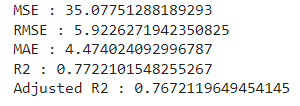 MSE : 35.07751288189293
RMSE : 5.9226271942350825
MAE : 4.474024092996787
R2 : 0.7722101548255267
Adjusted R2 : 0.7672119649454145